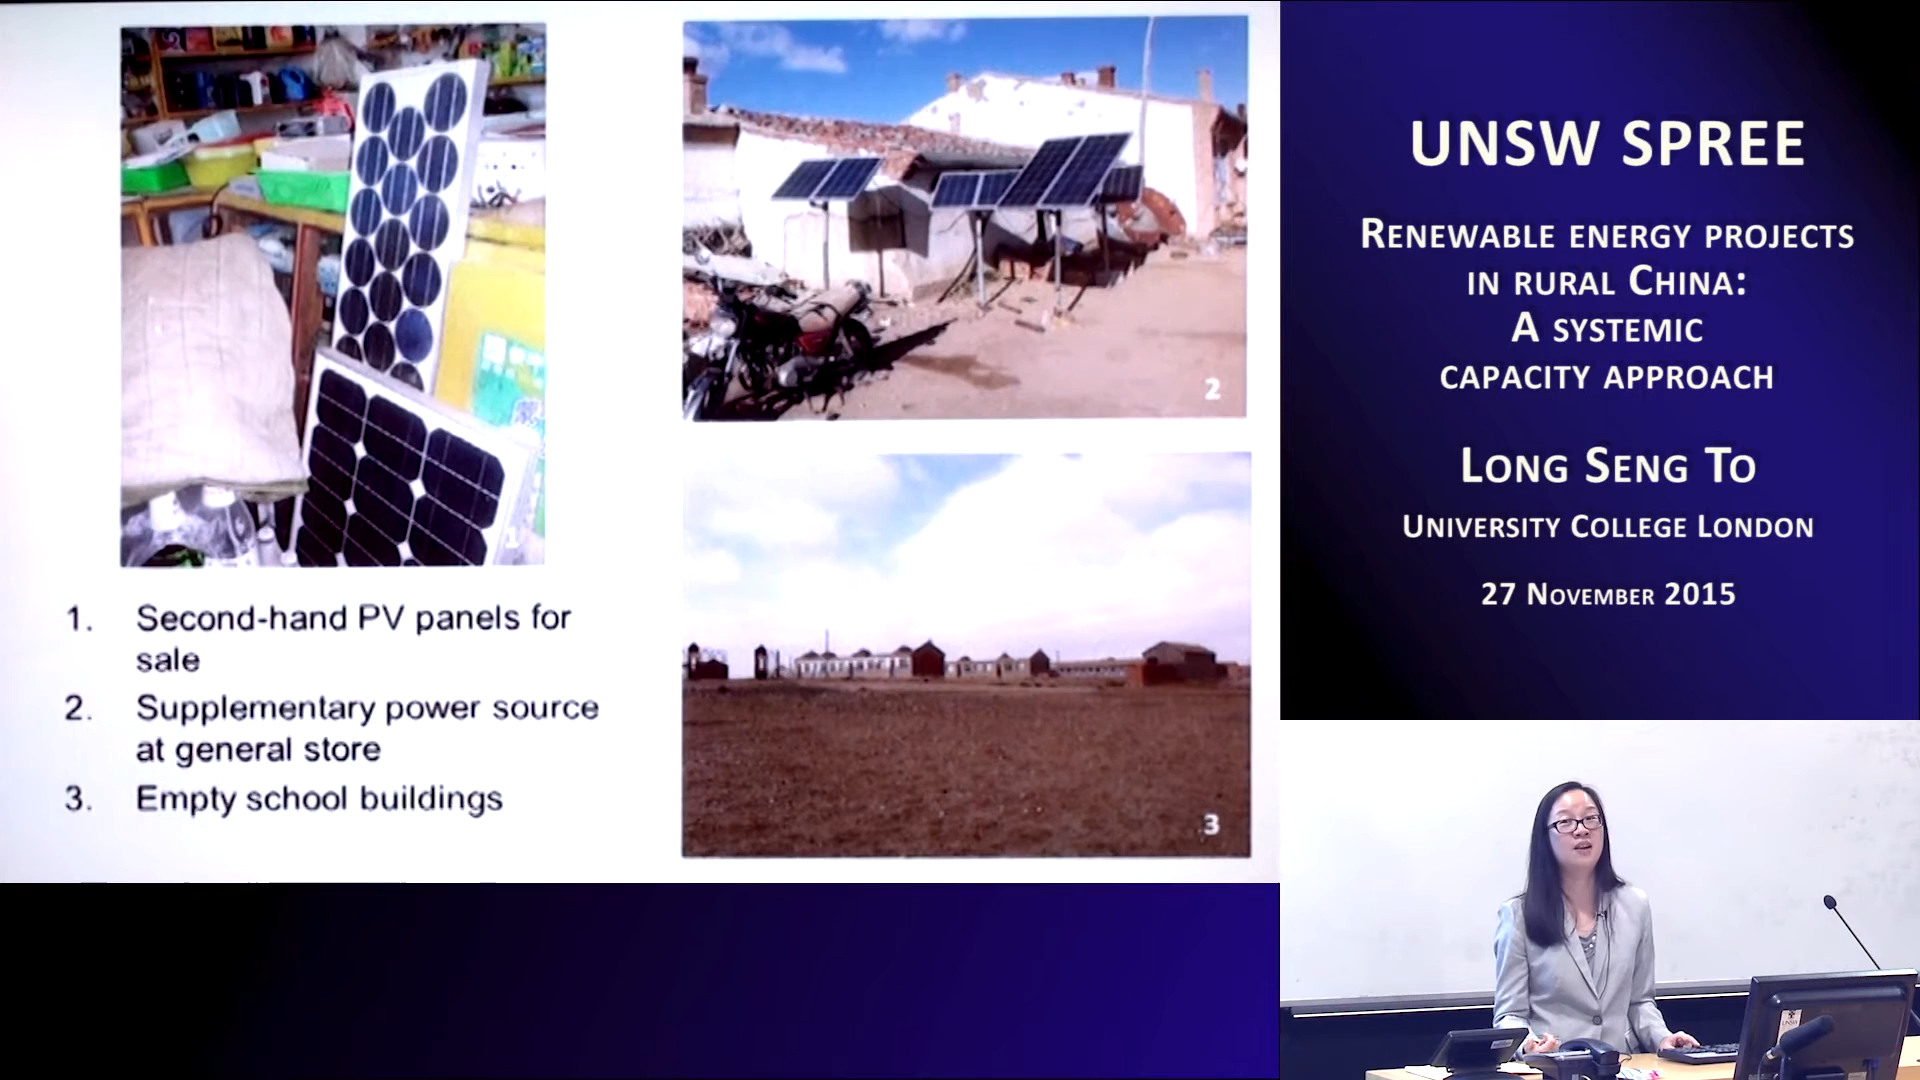 1
2
3
1. Second-hand PV panels for
sale
2. Supplementary power source
at general store
3. Empty school buildings
UNSW SPREE
Renewable energy projects
in rural China:
A systemic
capacity approach
Long Seng To
University College London
27 November 2015
UNSW